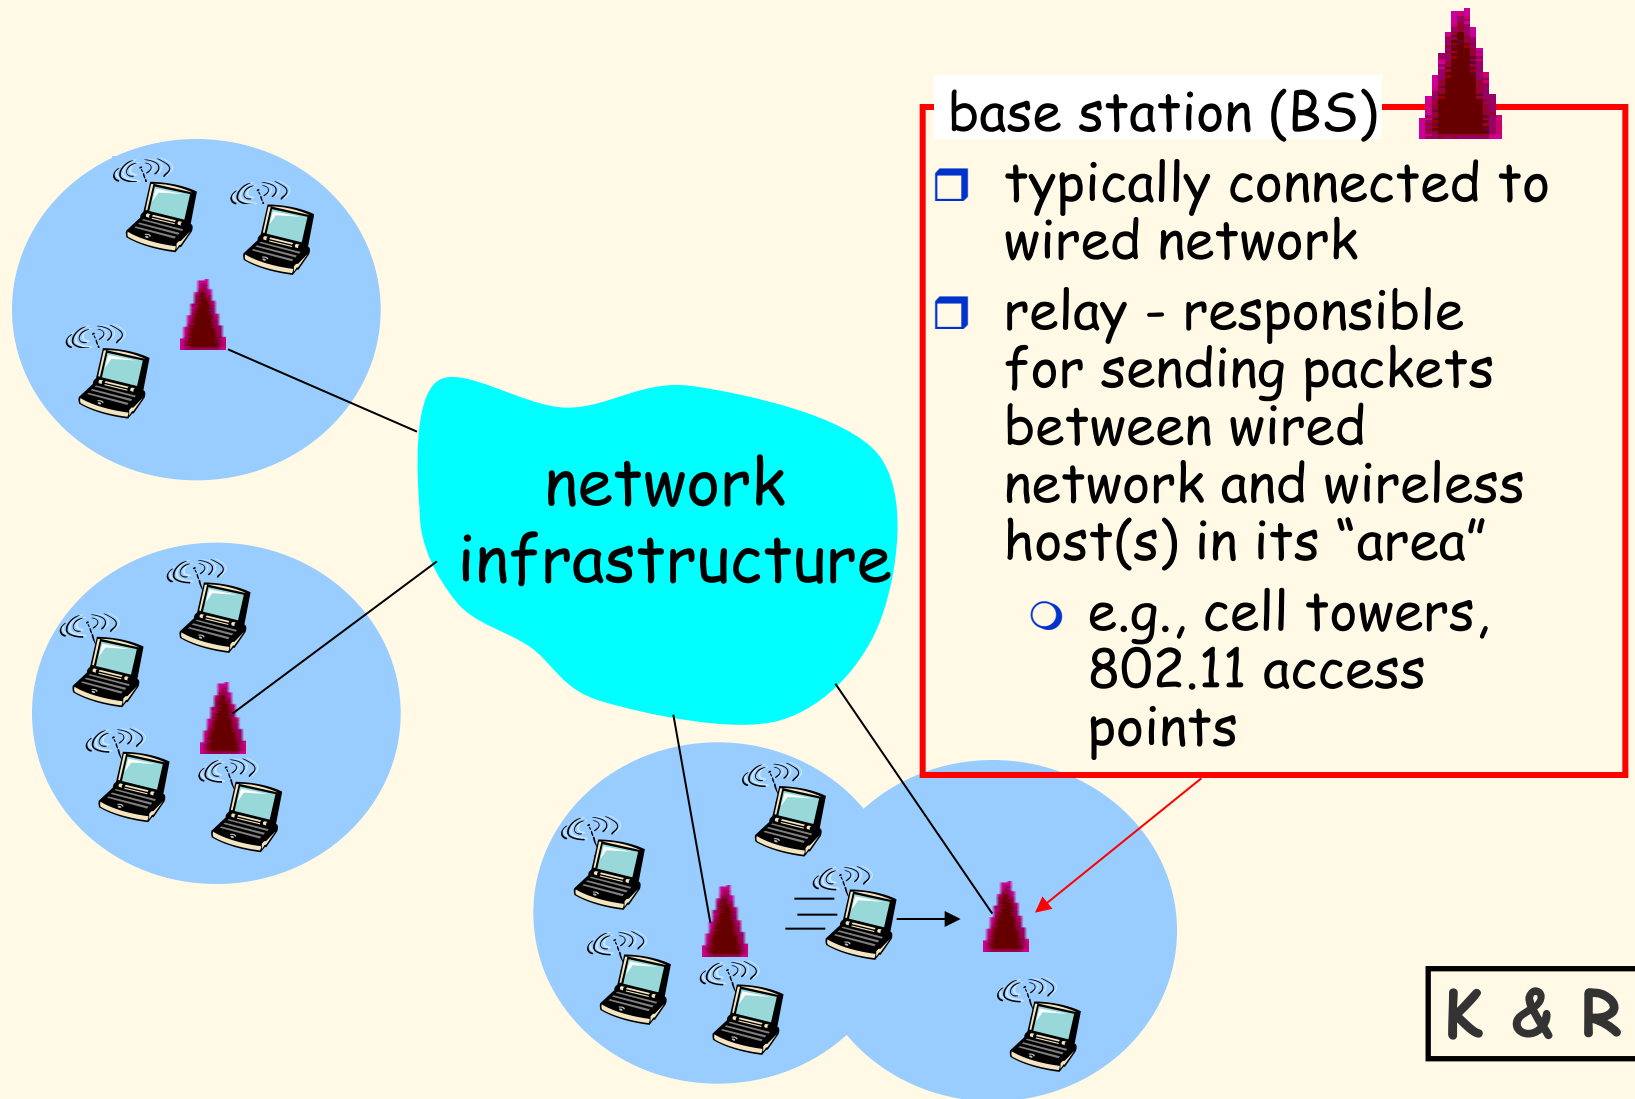 base station (BS)
typically connected to
wired network
relay - responsible
for sending packets
between wired
network and wireless
host(s) in its “area”
e.g., cell towers,
802.11 access
points
network
infrastructure
K & R